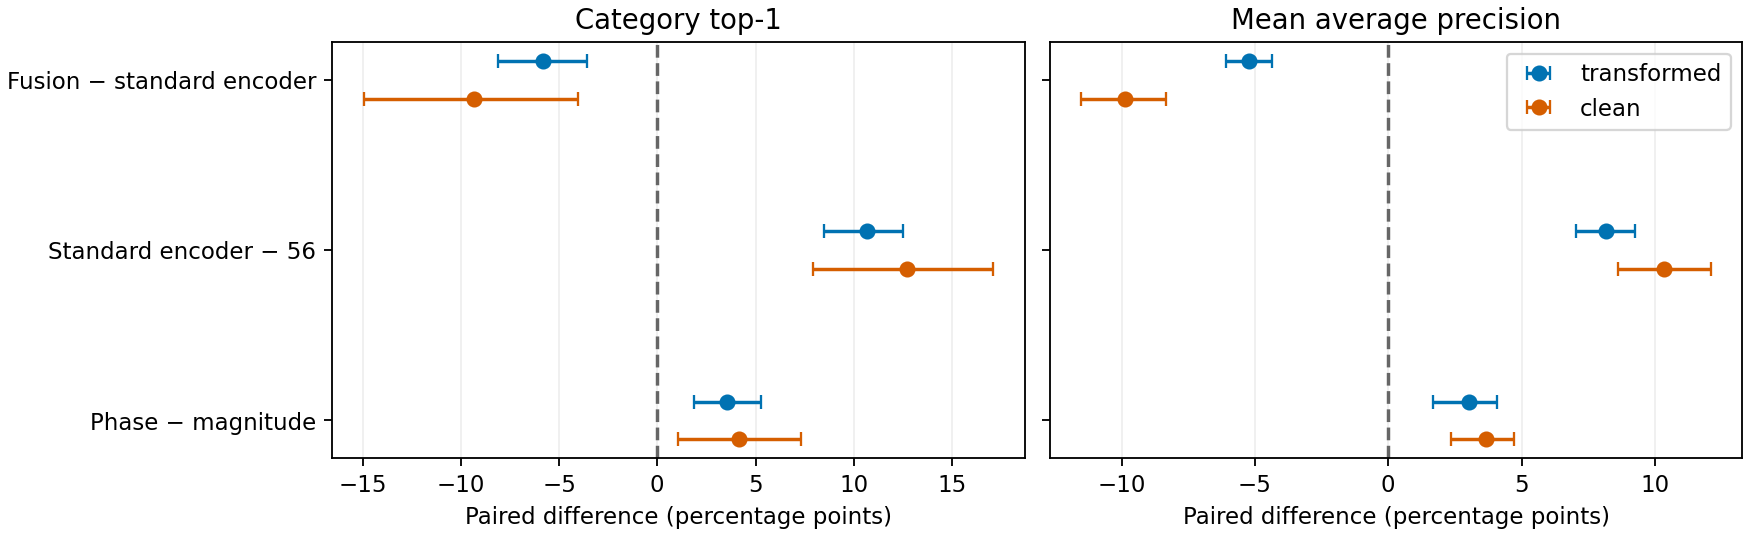 Category top-1
Mean average precision
Fusion − standard encoder
Standard encoder − 56
Phase − magnitude
transformed
clean
−15 −10 −5 0 5 10 15
−10 −5 0 5 10
Paired difference (percentage points)
Paired difference (percentage points)